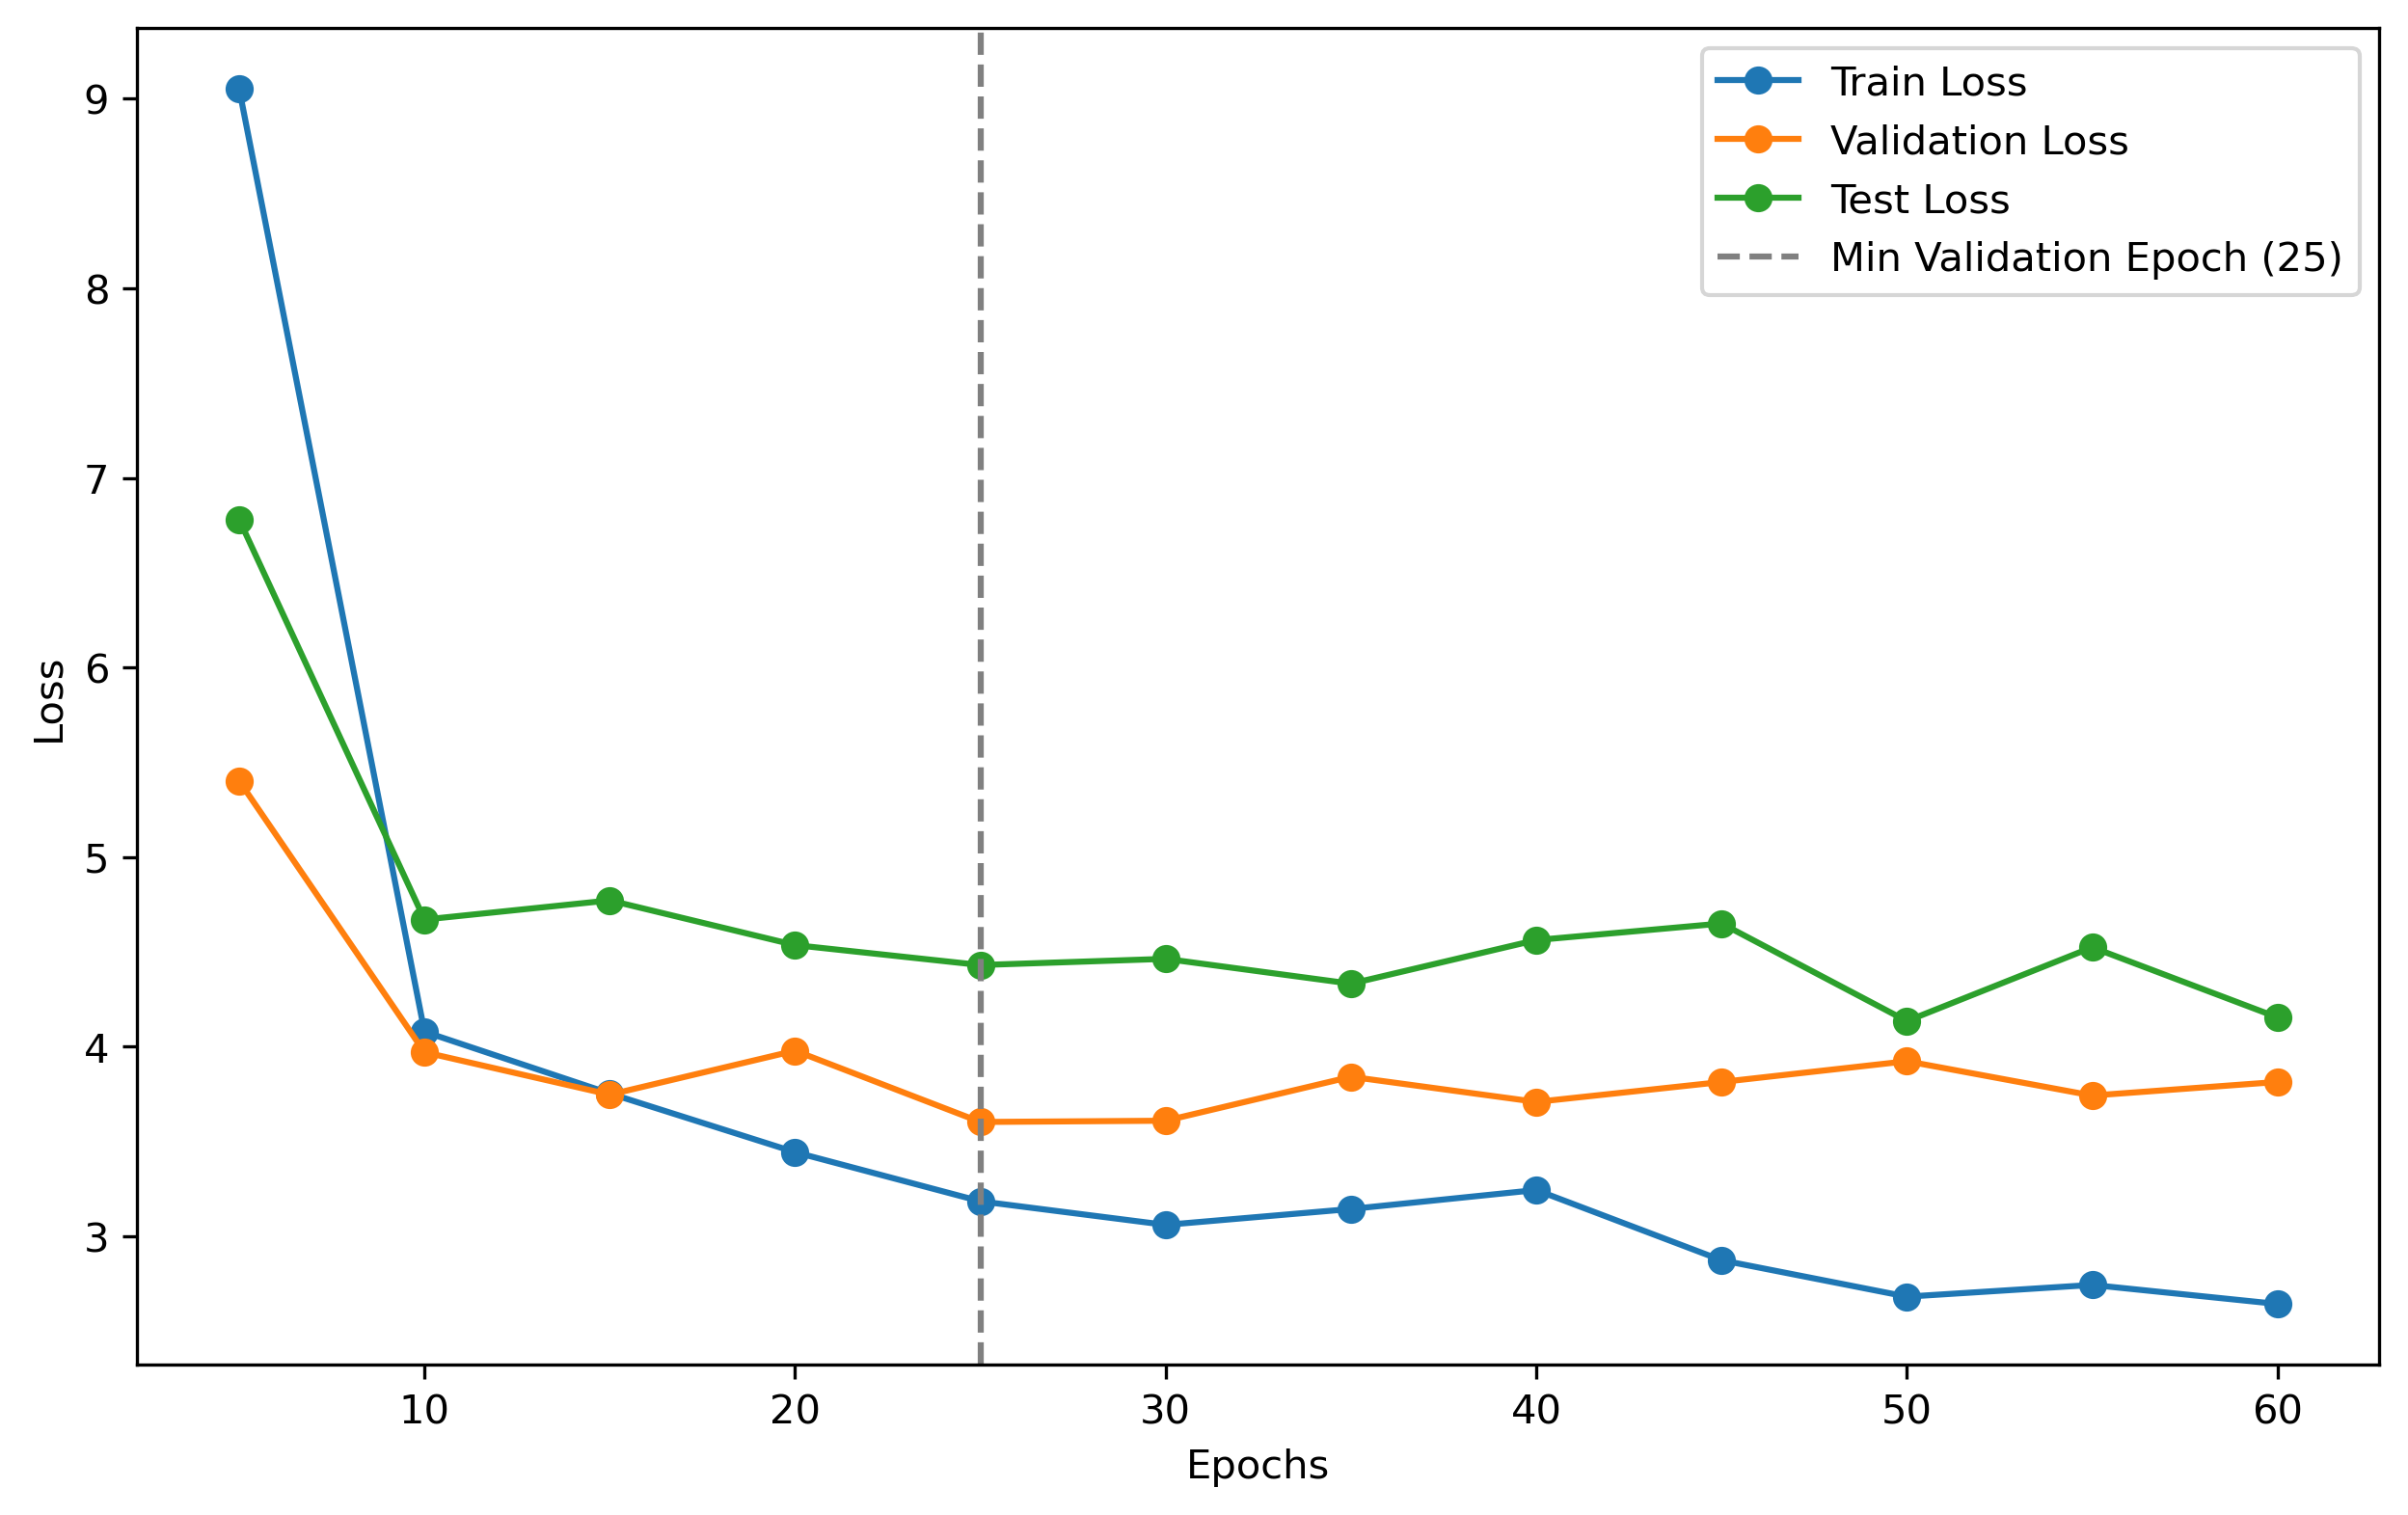 Train Loss
Validation Loss
Test Loss
Min Validation Epoch (25)
9
8
7
6
5
4
3
Loss
10 20 30 40 50 60
Epochs